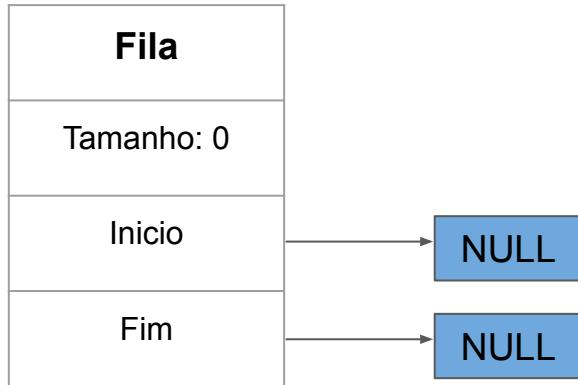 Fila
Tamanho: 0
Inicio
NULL
Fim
NULL